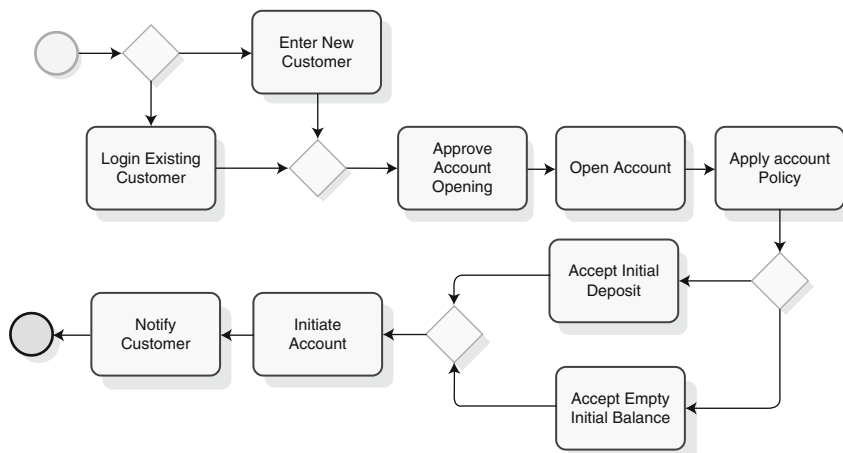 Enter New
Customer
Login Existing
Customer
Approve
Account
Opening
Open Account
Apply account
Policy
Accept Initial
Deposit
Notify
Customer
Initiate
Account
Accept Empty
Initial Balance